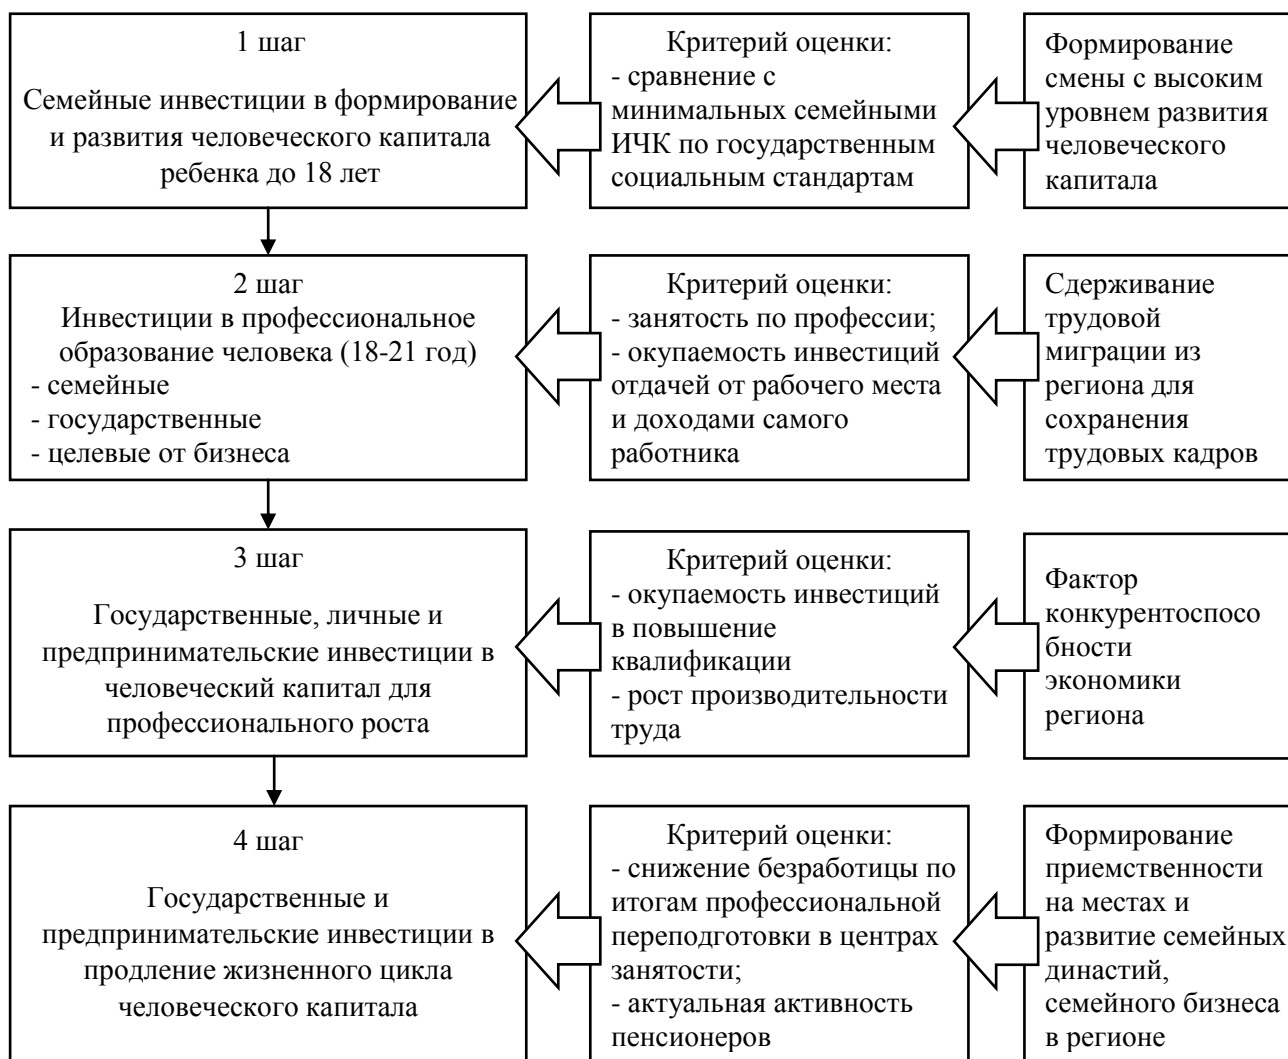 1 шаг
Семейные инвестиции в формирование
и развития человеческого капитала
ребенка до 18 лет
Критерий оценки:
- сравнение с
минимальных семейными
ИЧК по государственным
социальным стандартам
Формирование
смены с высоким
уровнем развития
человеческого
капитала
2 шаг
Инвестиции в профессиональное
образование человека (18-21 год)
- семейные
- государственные
- целевые от бизнеса
Критерий оценки:
- занятость по профессии;
- окупаемость инвестиций
отдачей от рабочего места
и доходами самого
работника
Сдерживание
трудовой
миграции из
региона для
сохранения
трудовых кадров
3 шаг
Государственные, личные и
предпринимательские инвестиции в
человеческий капитал для
профессионального роста
Критерий оценки:
- окупаемость инвестиций
в повышение
квалификации
- рост производительности
труда
Фактор
конкурентоспосо
бности
экономики
региона
4 шаг
Государственные и
предпринимательские инвестиции в
продление жизненного цикла
человеческого капитала
Критерий оценки:
- снижение безработицы по
итогам профессиональной
переподготовки в центрах
занятости;
- актуальная активность
пенсионеров
Формирование
приемственности
на местах и
развитие семейных
династий,
семейного бизнеса
в регионе